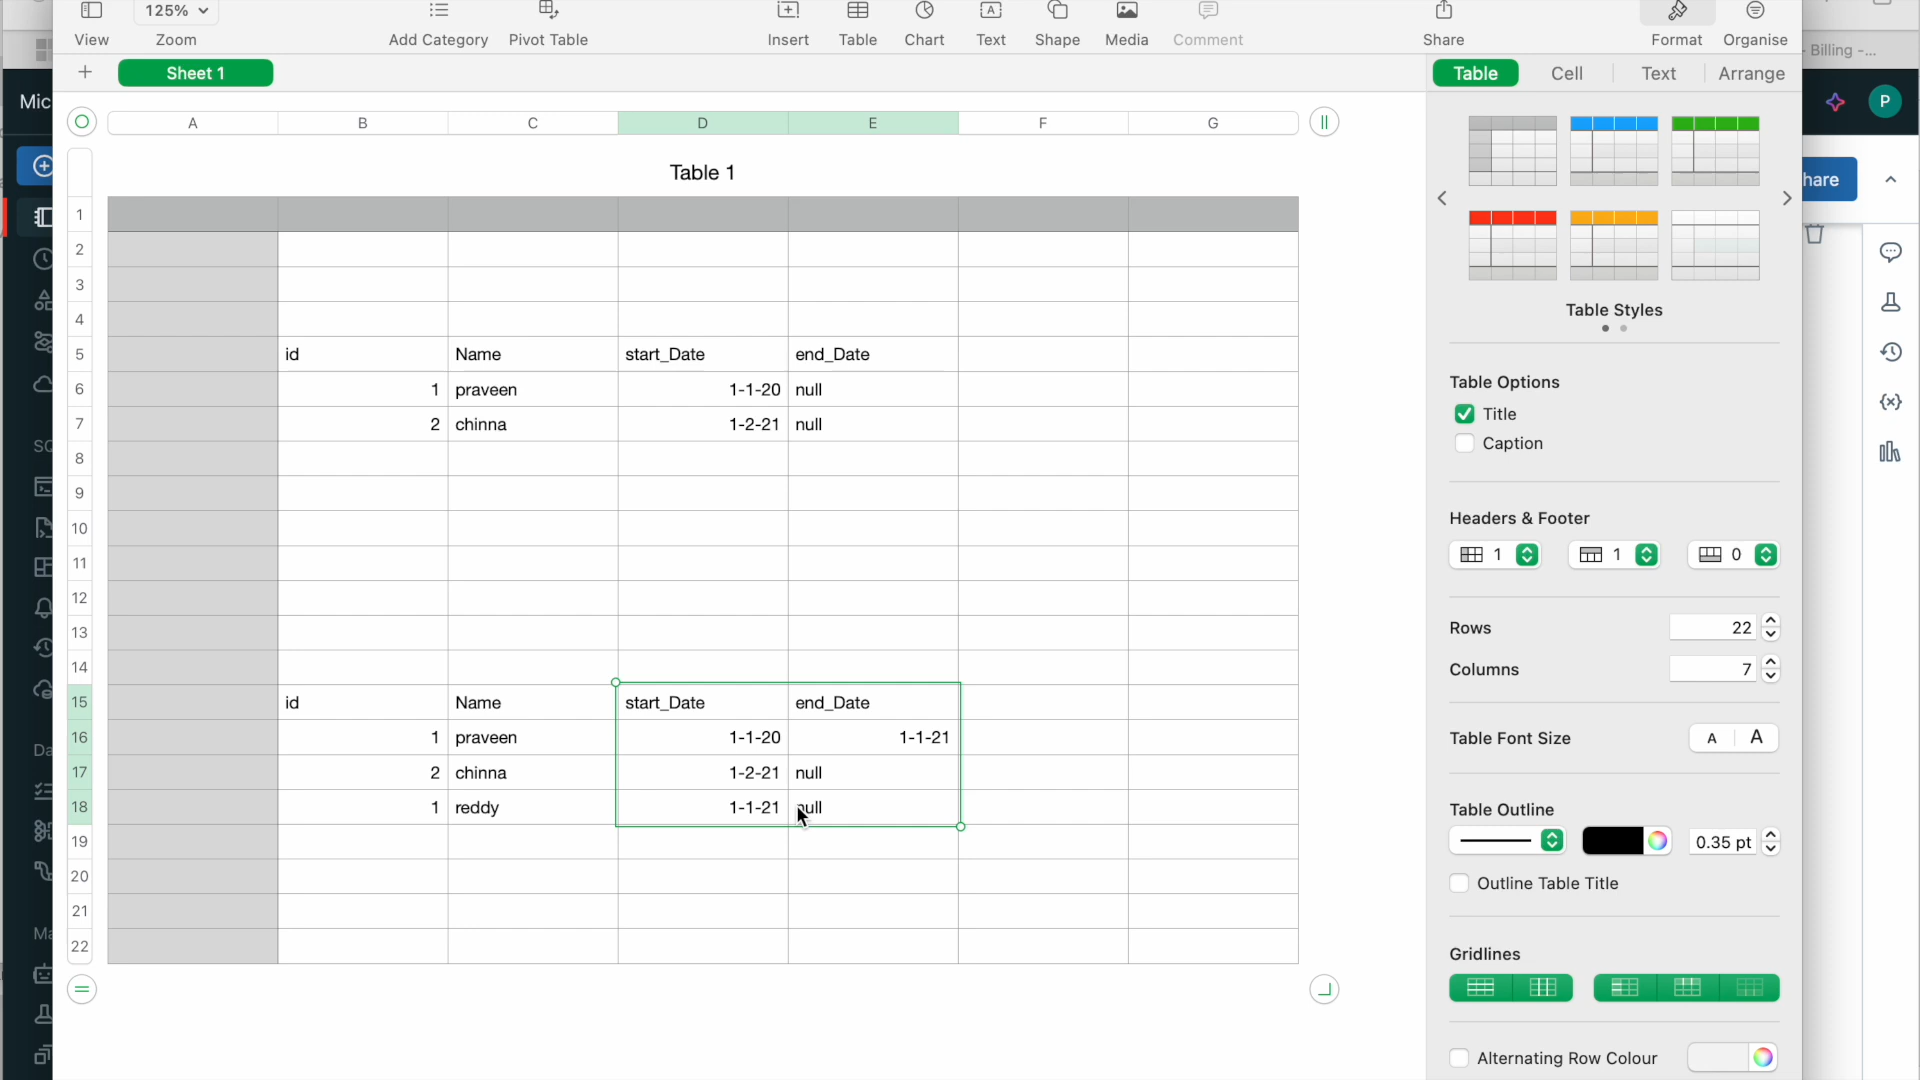 125%
View Zoom Add Category Pivot Table Insert Table Chart Text Shape Media Comment Share Format Organise
Billing -...
Sheet 1
Table Cell Text Arrange
Mic
P
A B C D E F G
Table 1
hare
1
2
3
4
5 id Name start_Date end_Date
6 1 praveen 1-1-20 null
7 2 chinna 1-2-21 null
8
9
10
11
12
13
14
15 id Name start_Date end_Date
16 1 praveen 1-1-20 1-1-21
17 2 chinna 1-2-21 null
18 1 reddy 1-1-21 null
19
20
21
22
SQ
Da
Ma
Table Styles
Table Options
Title
Caption
Headers & Footer
1 1 0
Rows 22
Columns 7
Table Font Size A A
Table Outline
0.35 pt
Outline Table Title
Gridlines
Alternating Row Colour